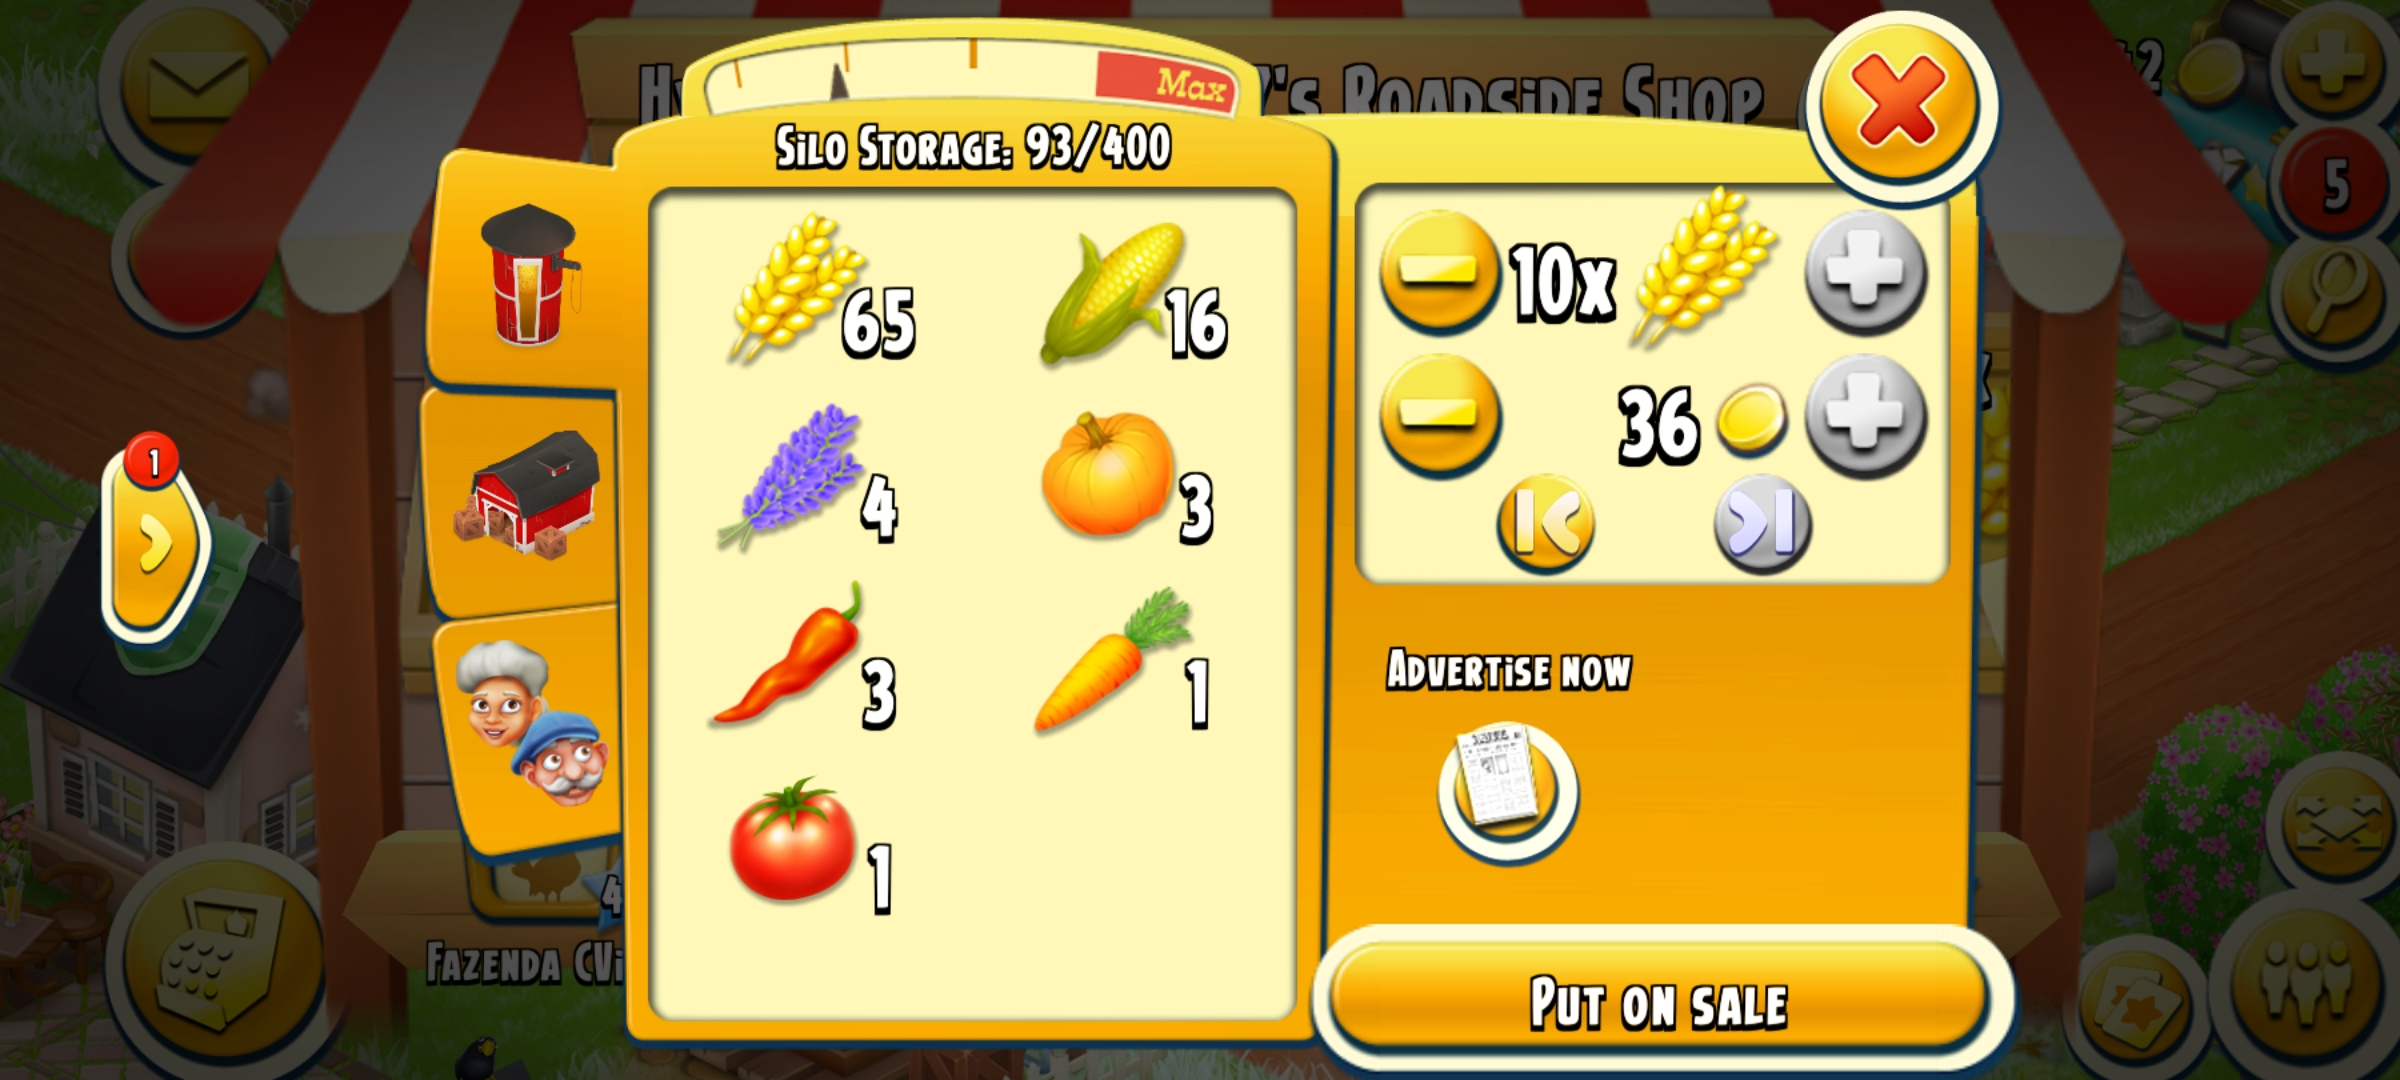 'S ROADSIDE SHOP
Max
SILO STORAGE: 93/400
65
16
4
3
3
1
1
10x
36
ADVERTISE NOW
PUT ON SALE
1
5
FAZENDA